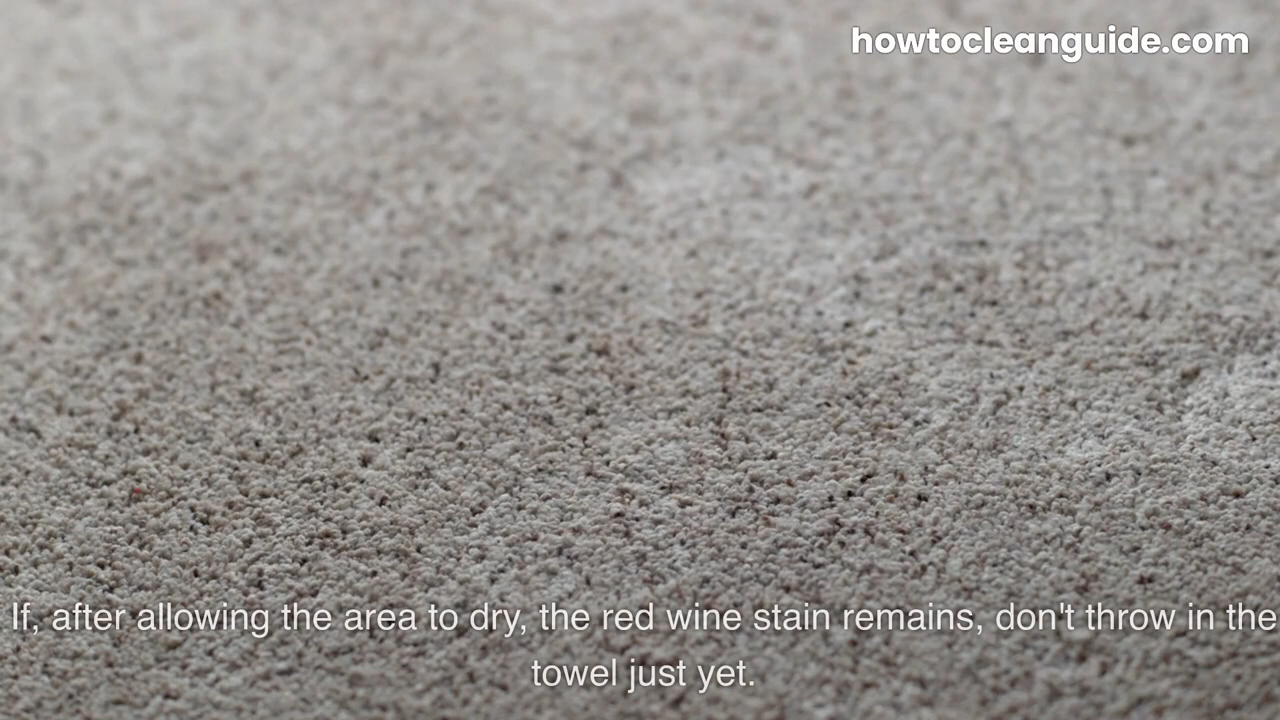 howtocleanguide.com
If, after allowing the area to dry, the red wine stain remains, don't throw in the
towel just yet.